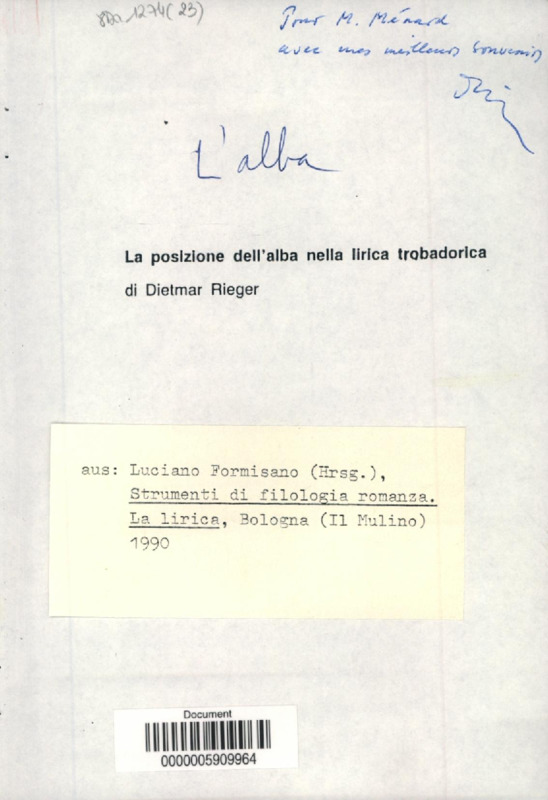 1274(23)
Pour M. Ménard
avec mes meilleurs souvenirs
L'alba
La posizione dell'alba nella lirica trobadorica
di Dietmar Rieger
aus: Luciano Formisano (Hrsg.),
Strumenti di filologia romanza.
La lirica, Bologna (Il Mulino)
1990
Document
0000005909964